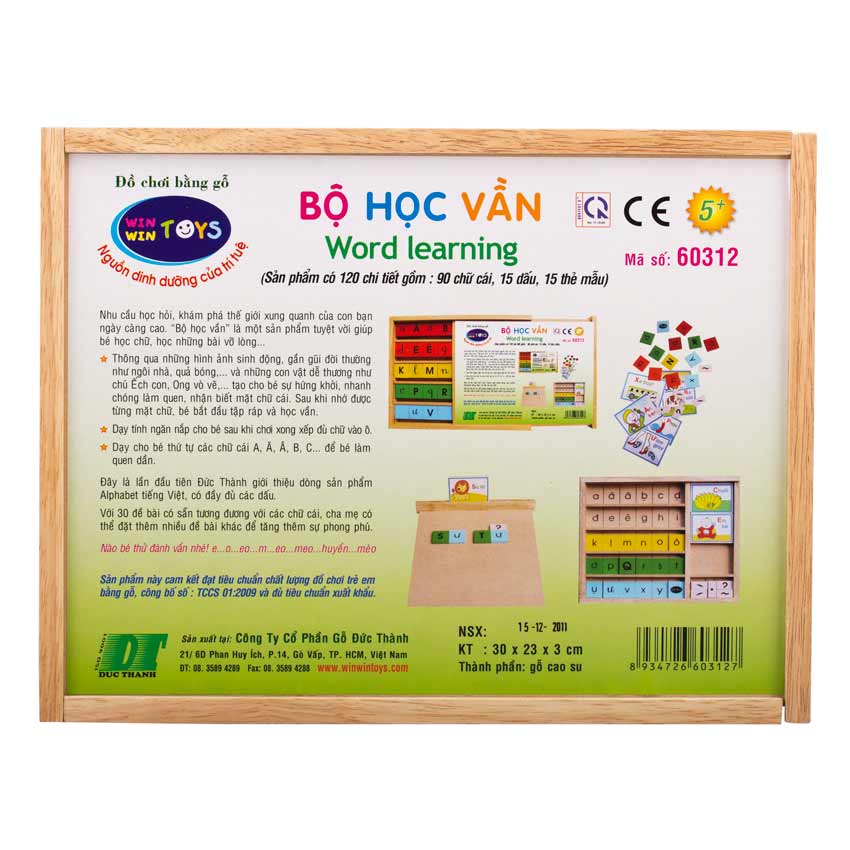 Đồ chơi bằng gỗ
WIN WIN TOYS
Nguồn dinh dưỡng của trí tuệ
BỘ HỌC VẦN
Word learning
(Sản phẩm có 120 chi tiết gồm : 90 chữ cái, 15 dấu, 15 thẻ mẫu)
CR
CE
5+
Mã số: 60312
Nhu cầu học hỏi, khám phá thế giới xung quanh của con bạn
ngày càng cao. “Bộ học vần” là một sản phẩm tuyệt vời giúp
bé học chữ, học những bài vỡ lòng...
Thông qua những hình ảnh sinh động, gần gũi đời thường
như ngôi nhà, quả bóng,... và những con vật dễ thương như
chú Ếch con, Ong vò vẽ,... tạo cho bé sự hứng khởi, nhanh
chóng làm quen, nhận biết mặt chữ cái. Sau khi nhớ được
từng mặt chữ, bé bắt đầu tập ráp và học vần.
Dạy tính ngăn nắp cho bé sau khi chơi xong xếp đủ chữ vào ô.
Dạy cho bé thứ tự các chữ cái A, Ă, Â, B, C... để bé làm
quen dần.
Đây là lần đầu tiên Đức Thành giới thiệu dòng sản phẩm
Alphabet tiếng Việt, có đầy đủ các dấu.
Với 30 đề bài có sẵn tương đương với các chữ cái, cha mẹ có
thể đặt thêm nhiều đề bài khác để tăng thêm sự phong phú.
Nào bé thử đánh vần nhé! e...o...eo...m...eo...meo...huyền...mèo
Sản phẩm này cam kết đạt tiêu chuẩn chất lượng đồ chơi trẻ em
bằng gỗ, công bố số : TCCS 01:2009 và đủ tiêu chuẩn xuất khẩu.
BỘ HỌC VẦN
Word learning
S Ư T Ử
a ă â b c d
đ e ê g h i
k l m n o ô
ơ p Q r s t
u ư v x y
DT
DUC THANH
Sản xuất tại: Công Ty Cổ Phần Gỗ Đức Thành
21/ 6D Phan Huy Ích, P.14, Gò Vấp, TP. HCM, Việt Nam
ĐT: 08. 3589 4289 Fax: 08. 3589 4288 www.winwintoys.com
NSX: 15-12- 2011
KT : 30 x 23 x 3 cm
Thành phần: gỗ cao su
8 934726 603127